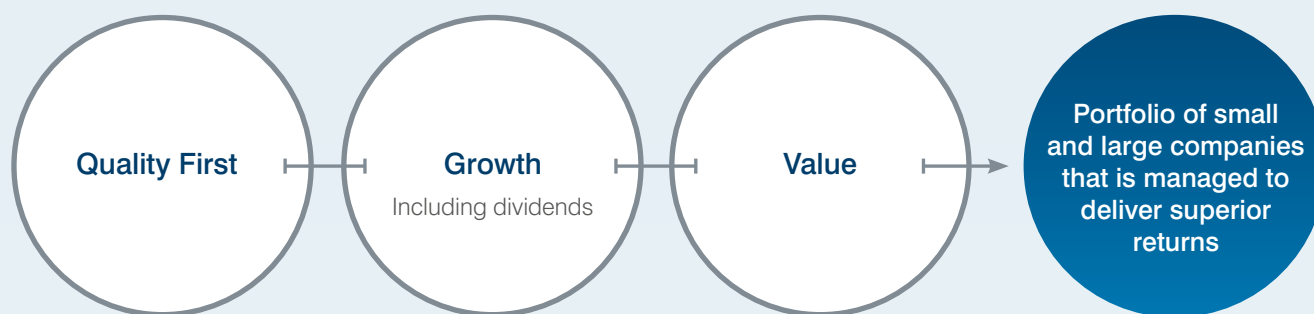 Quality First
Growth
Including dividends
Value
Portfolio of small
and large companies
that is managed to
deliver superior
returns